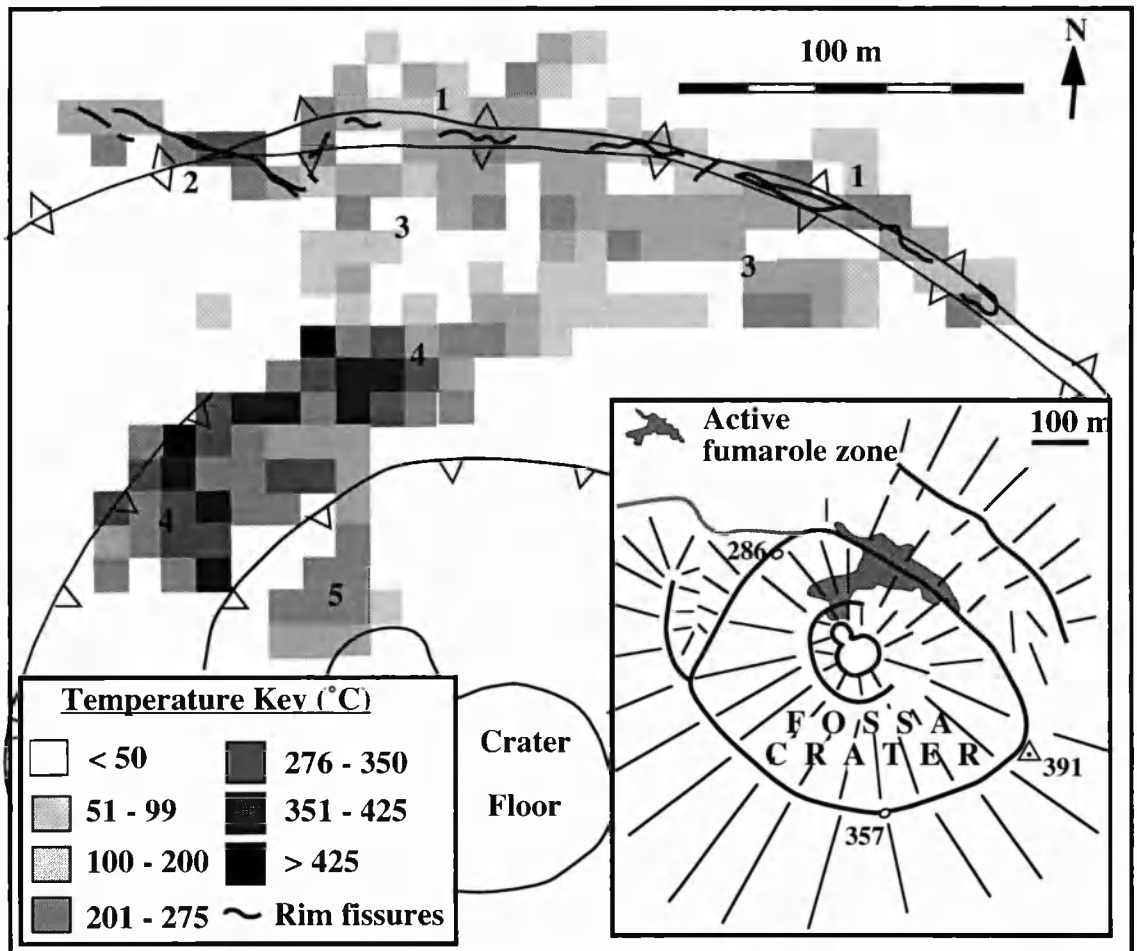 N
100 m
1
1
2
3
3
4
4
5
Temperature Key (°C)
< 50
51 - 99
100 - 200
201 - 275
276 - 350
351 - 425
> 425
Rim fissures
Crater
Floor
Active
fumarole zone
100 m
286
F O S S A
C R A T E R
391
357